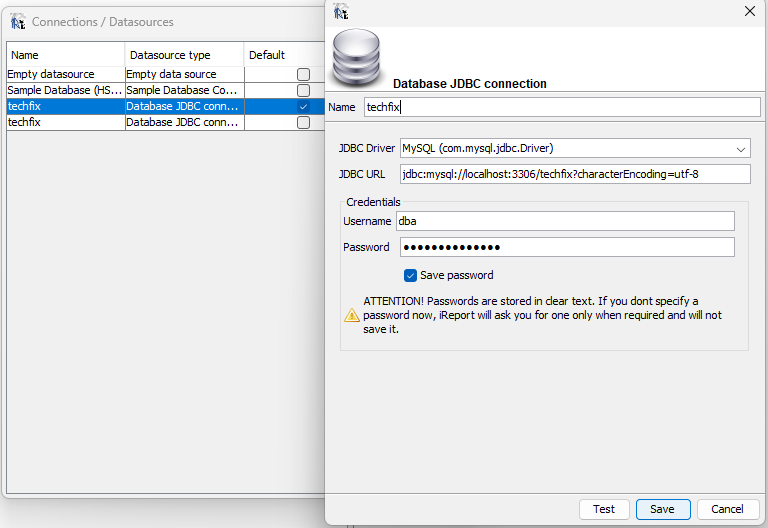 Connections / Datasources
Name Datasource type Default
Empty datasource Empty data source
Sample Database (HS... Sample Database Co...
techfix Database JDBC conn...
techfix Database JDBC conn...
Database JDBC connection
Name techfix
JDBC Driver MySQL (com.mysql.jdbc.Driver)
JDBC URL jdbc:mysql://localhost:3306/techfix?characterEncoding=utf-8
Credentials
Username dba
Password ●●●●●●●●●●●●●●
Save password
ATTENTION! Passwords are stored in clear text. If you dont specify a
password now, iReport will ask you for one only when required and will not
save it.
Test Save Cancel